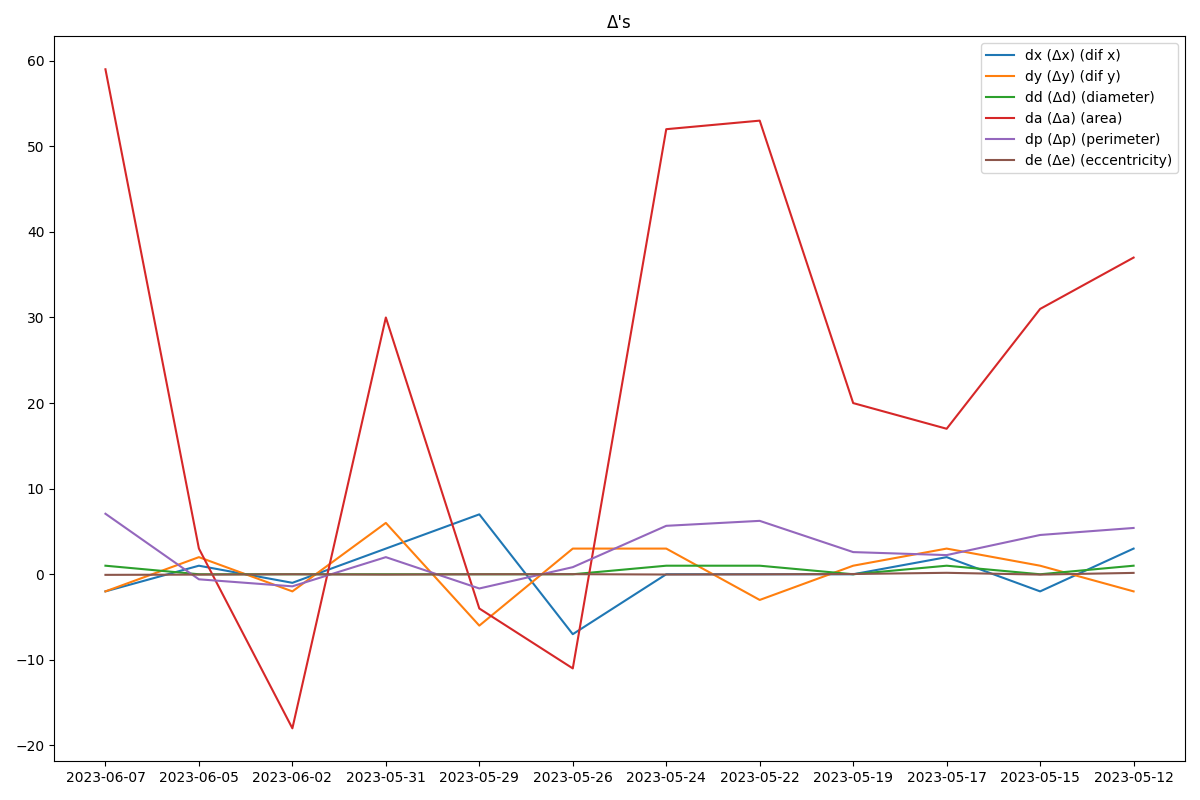 Δ's
dx (Δx) (dif x)
dy (Δy) (dif y)
dd (Δd) (diameter)
da (Δa) (area)
dp (Δp) (perimeter)
de (Δe) (eccentricity)
60
50
40
30
20
10
0
−10
−20
2023-06-07 2023-06-05 2023-06-02 2023-05-31 2023-05-29 2023-05-26 2023-05-24 2023-05-22 2023-05-19 2023-05-17 2023-05-15 2023-05-12